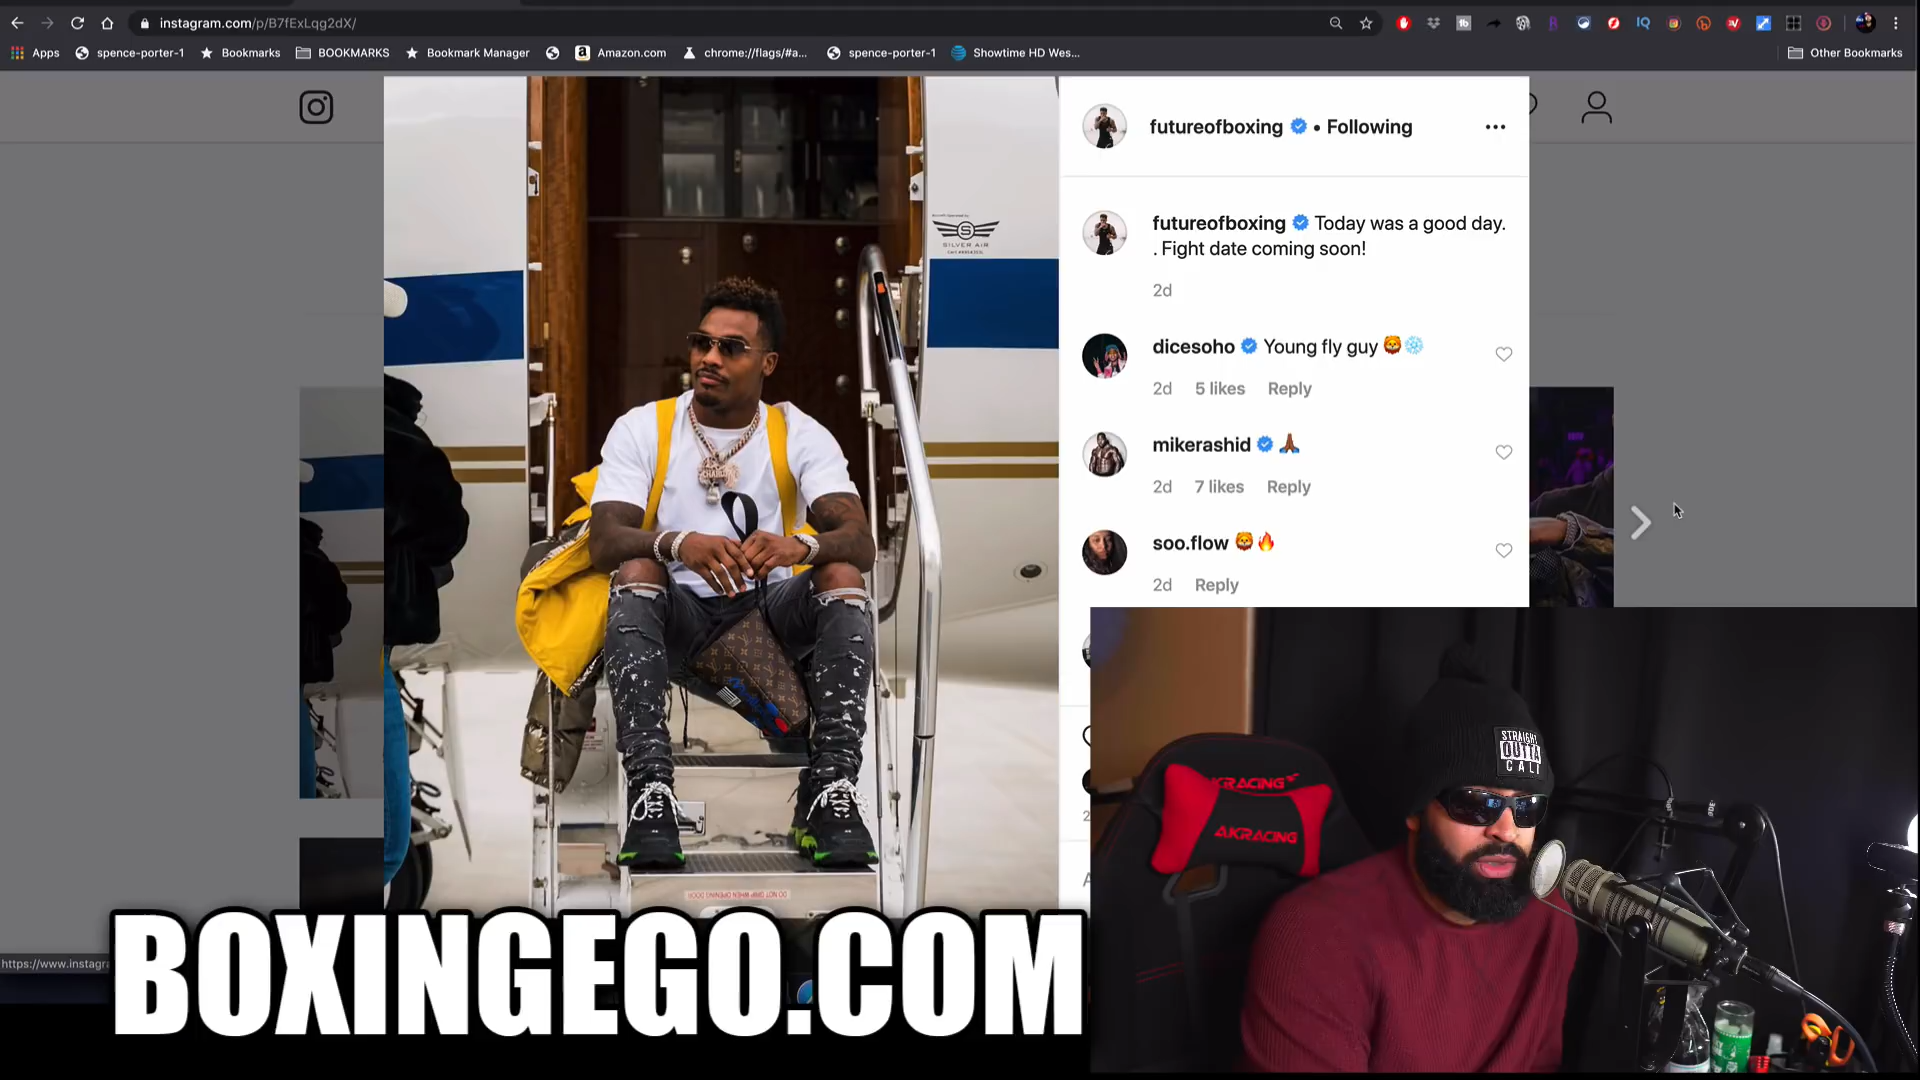 instagram.com/p/B7fExLqg2dX/
Apps spence-porter-1 Bookmarks BOOKMARKS Bookmark Manager Amazon.com chrome://flags/#a... spence-porter-1 Showtime HD Wes... Other Bookmarks
futureofboxing • Following
futureofboxing Today was a good day.
. Fight date coming soon!
2d
dicesoho Young fly guy 🦁❄️
2d 5 likes Reply
mikerashid 🙏🏾
2d 7 likes Reply
soo.flow 🦁🔥
2d Reply
SILVER AIR
STRAIGHT
OUTTA
CALI
AKRACING
AKRACING
https://www.instagra
BOXINGEGO.COM